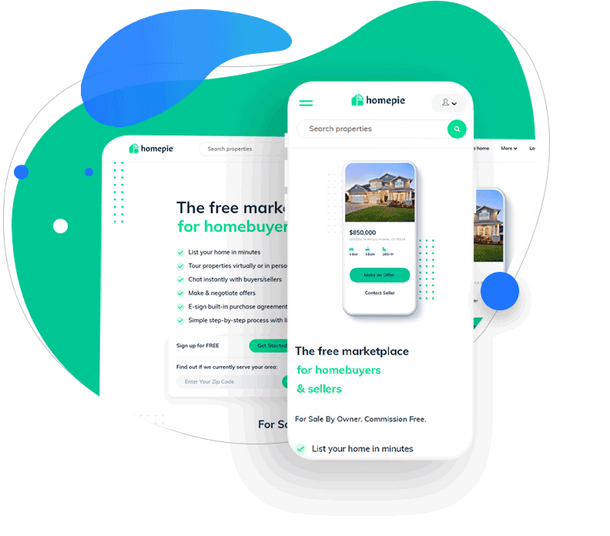 homepie
Search properties
The free market
for homebuyer
List your home in minutes
Tour properties virtually or in perso
Chat instantly with buyers/sellers
Make & negotiate offers
E-sign built-in purchase agreemen
Simple step-by-step process with li
Sign up for FREE
Get Started
Find out if we currently serve your area:
Enter Your Zip Code
For Sa
homepie
Search properties
$850,000
Make an Offer
Contact Seller
The free marketplace
for homebuyers
& sellers
For Sale By Owner. Commission Free.
List your home in minutes
home
More
Lo